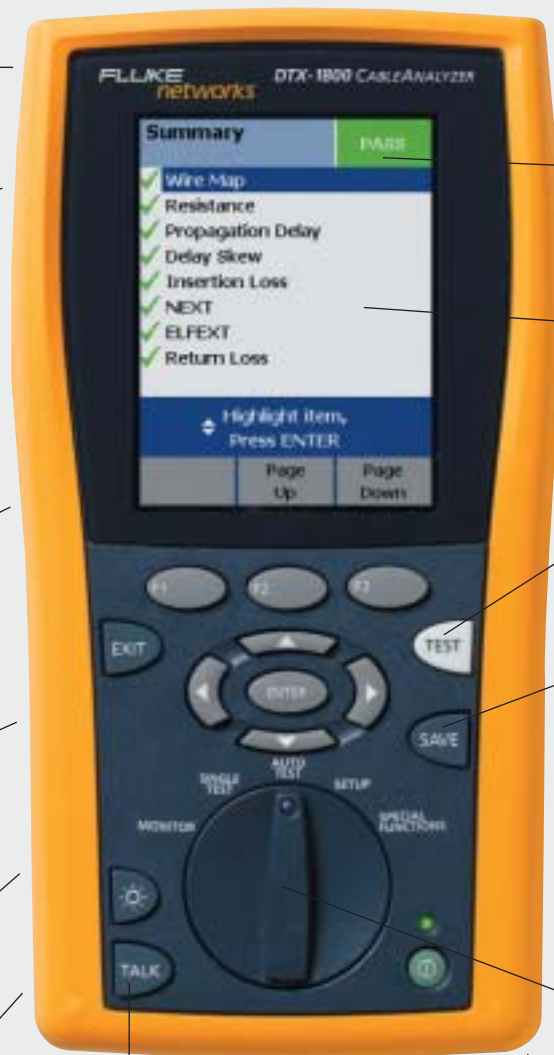 FLUKE
networks
DTX-1800 CABLEANALYZER
Summary
PASS
Wire Map
Resistance
Propagation Delay
Delay Skew
Insertion Loss
NEXT
ELFEXT
Return Loss
Highlight item,
Press ENTER
Page
Up
Page
Down
F1
F2
F3
EXIT
TEST
ENTER
SAVE
MONITOR
SINGLE
TEST
AUTO
TEST
SETUP
SPECIAL
FUNCTIONS
TALK